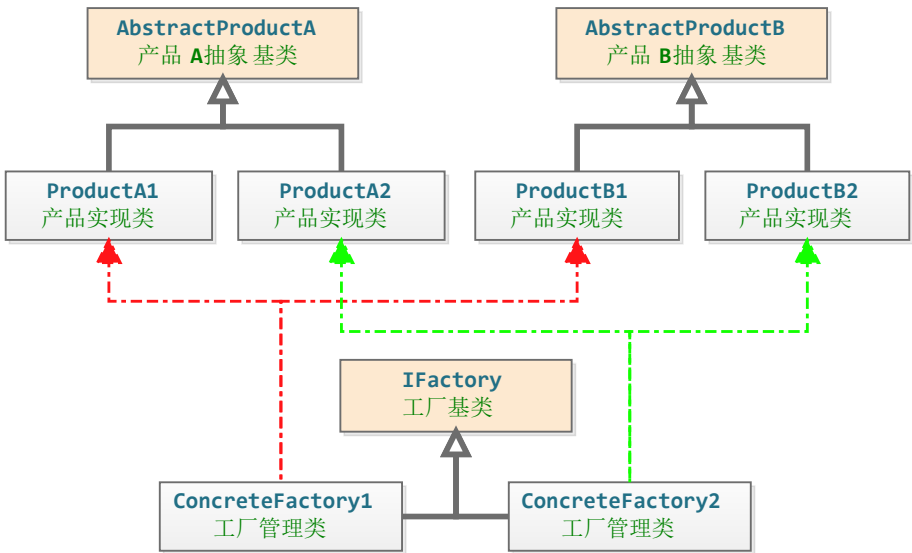 AbstractProductA
产品 A抽象 基类
AbstractProductB
产品 B抽象 基类
ProductA1
产品实现类
ProductA2
产品实现类
ProductB1
产品实现类
ProductB2
产品实现类
IFactory
工厂基类
ConcreteFactory1
工厂管理类
ConcreteFactory2
工厂管理类